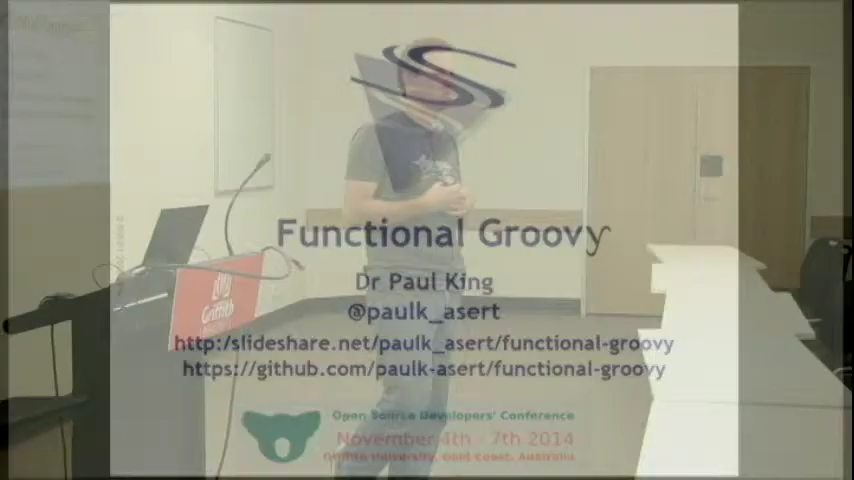 Functional Groovy
Dr Paul King
@paulk_asert
http:/slideshare.net/paulk_asert/functional-groovy
https://github.com/paulk-asert/functional-groovy
Griffith
Open Source Developers' Conference
November 4th - 7th 2014
Griffith University, Gold Coast, Australia